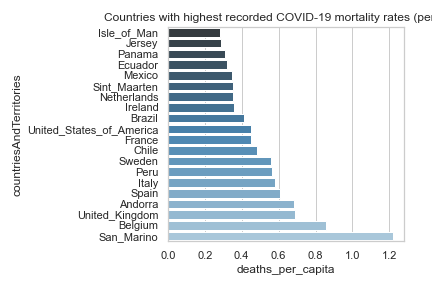 Countries with highest recorded COVID-19 mortality rates (per
countriesAndTerritories
Isle_of_Man
Jersey
Panama
Ecuador
Mexico
Sint_Maarten
Netherlands
Ireland
Brazil
United_States_of_America
France
Chile
Sweden
Peru
Italy
Spain
Andorra
United_Kingdom
Belgium
San_Marino
0.0 0.2 0.4 0.6 0.8 1.0 1.2
deaths_per_capita